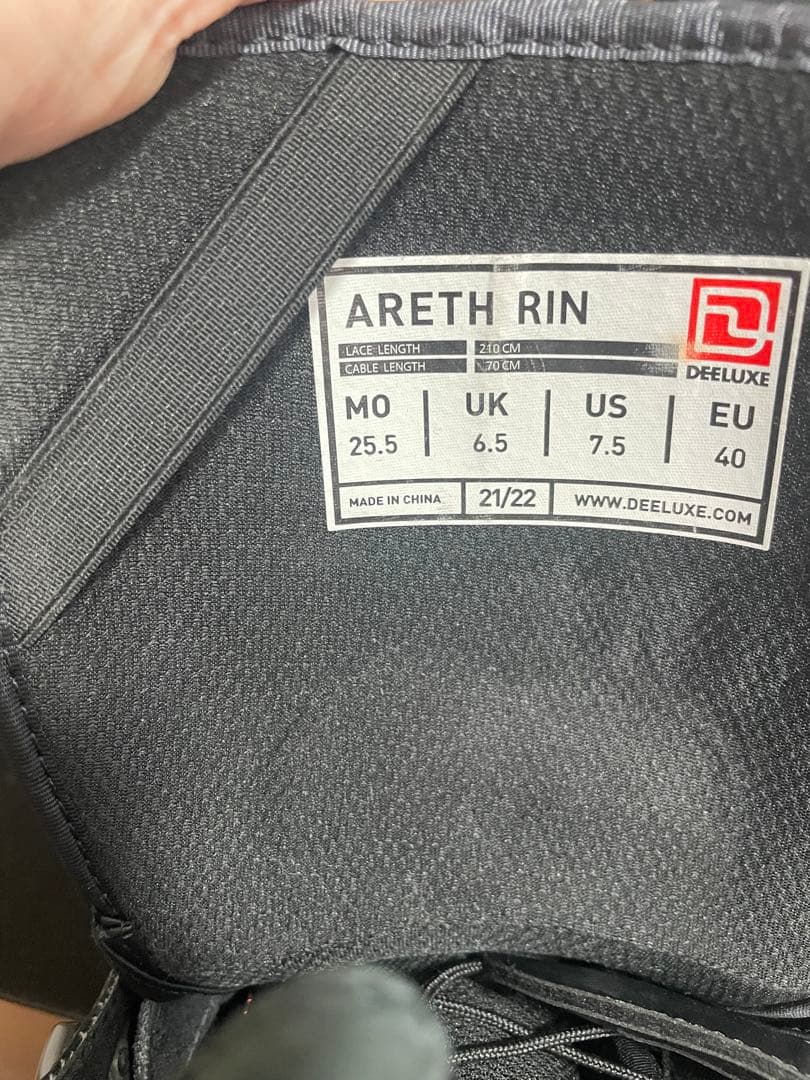 ARETH RIN
LACE LENGTH 210 CM
CABLE LENGTH 70 CM
DEELUXE
MO UK US EU
25.5 6.5 7.5 40
MADE IN CHINA 21/22 WWW.DEELUXE.COM